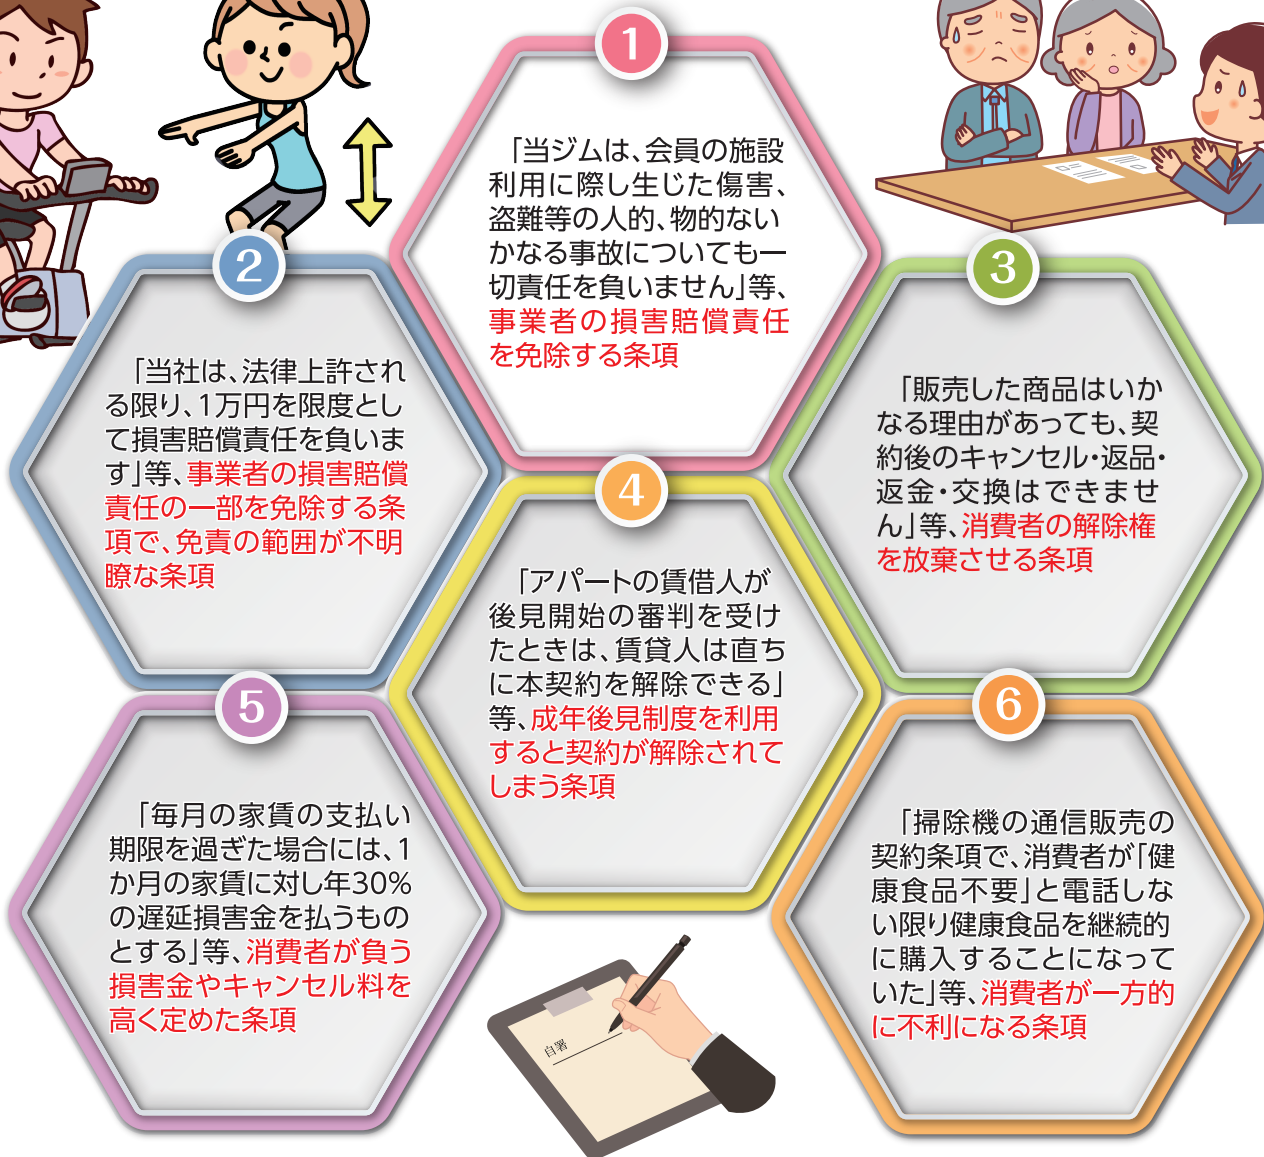 1
「当ジムは、会員の施設
利用に際し生じた傷害、
盗難等の人的、物的ない
かなる事故についても一
切責任を負いません」等、
事業者の損害賠償責任
を免除する条項
2
「当社は、法律上許され
る限り、1万円を限度とし
て損害賠償責任を負いま
す」等、事業者の損害賠償
責任の一部を免除する条
項で、免責の範囲が不明
瞭な条項
3
「販売した商品はいか
なる理由があっても、契
約後のキャンセル・返品・
返金・交換はできませ
ん」等、消費者の解除権
を放棄させる条項
4
「アパートの賃借人が
後見開始の審判を受け
たときは、賃貸人は直ち
に本契約を解除できる」
等、成年後見制度を利用
すると契約が解除されて
しまう条項
5
「毎月の家賃の支払い
期限を過ぎた場合には、1
か月の家賃に対し年30%
の遅延損害金を払うもの
とする」等、消費者が負う
損害金やキャンセル料を
高く定めた条項
6
「掃除機の通信販売の
契約条項で、消費者が「健
康食品不要」と電話しな
い限り健康食品を継続的
に購入することになって
いた」等、消費者が一方的
に不利になる条項
自署